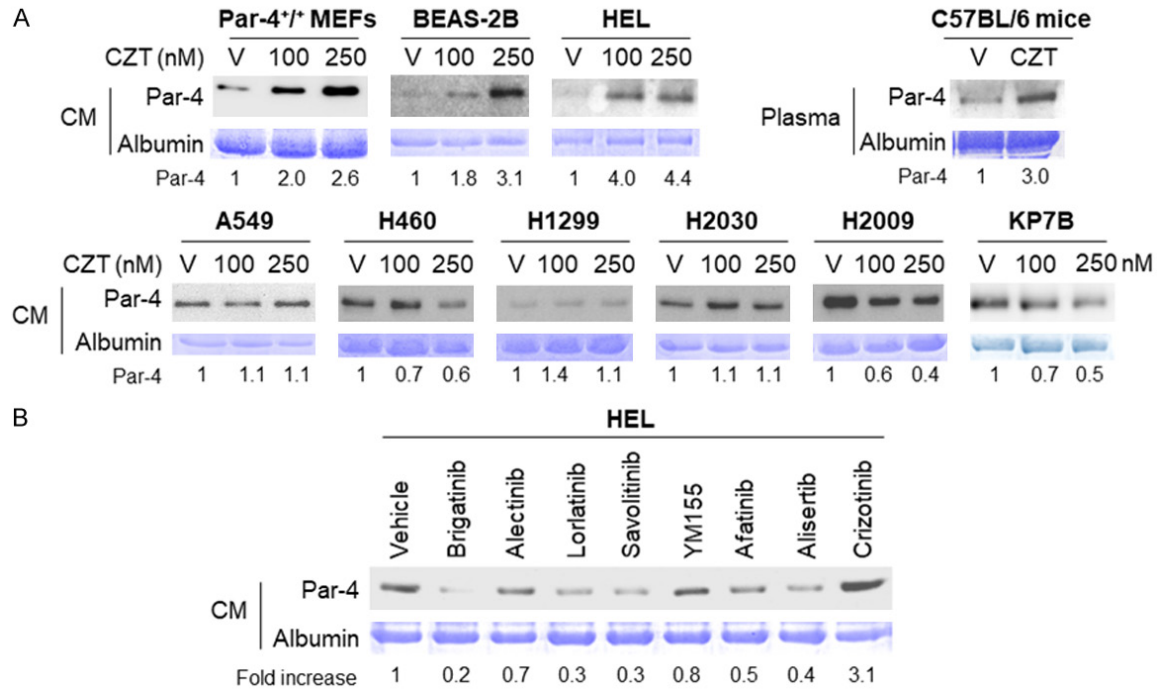 A
Par-4+/+ MEFs BEAS-2B HEL C57BL/6 mice
CZT (nM) V 100 250 V 100 250 V 100 250 V CZT
CM Par-4 Plasma Par-4
Albumin Albumin
Par-4 1 2.0 2.6 1 1.8 3.1 1 4.0 4.4 Par-4 1 3.0
A549 H460 H1299 H2030 H2009 KP7B
CZT (nM) V 100 250 V 100 250 V 100 250 V 100 250 V 100 250 V 100 250 nM
CM Par-4
Albumin
Par-4 1 1.1 1.1 1 0.7 0.6 1 1.4 1.1 1 1.1 1.1 1 0.6 0.4 1 0.7 0.5
B
HEL
Vehicle Brigatinib Alectinib Lorlatinib Savolitinib YM155 Afatinib Alisertib Crizotinib
CM Par-4
Albumin
Fold increase 1 0.2 0.7 0.3 0.3 0.8 0.5 0.4 3.1